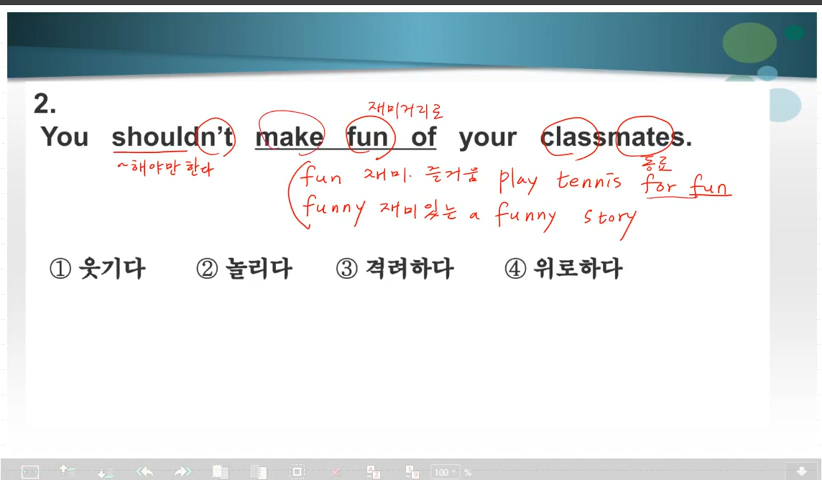 2.
재미거리로
You shouldn't make fun of your classmates.
~해야만 한다
동료
fun 재미. 즐거움 play tennis for fun
funny 재미있는 a funny story
① 웃기다 ② 놀리다 ③ 격려하다 ④ 위로하다
100 %